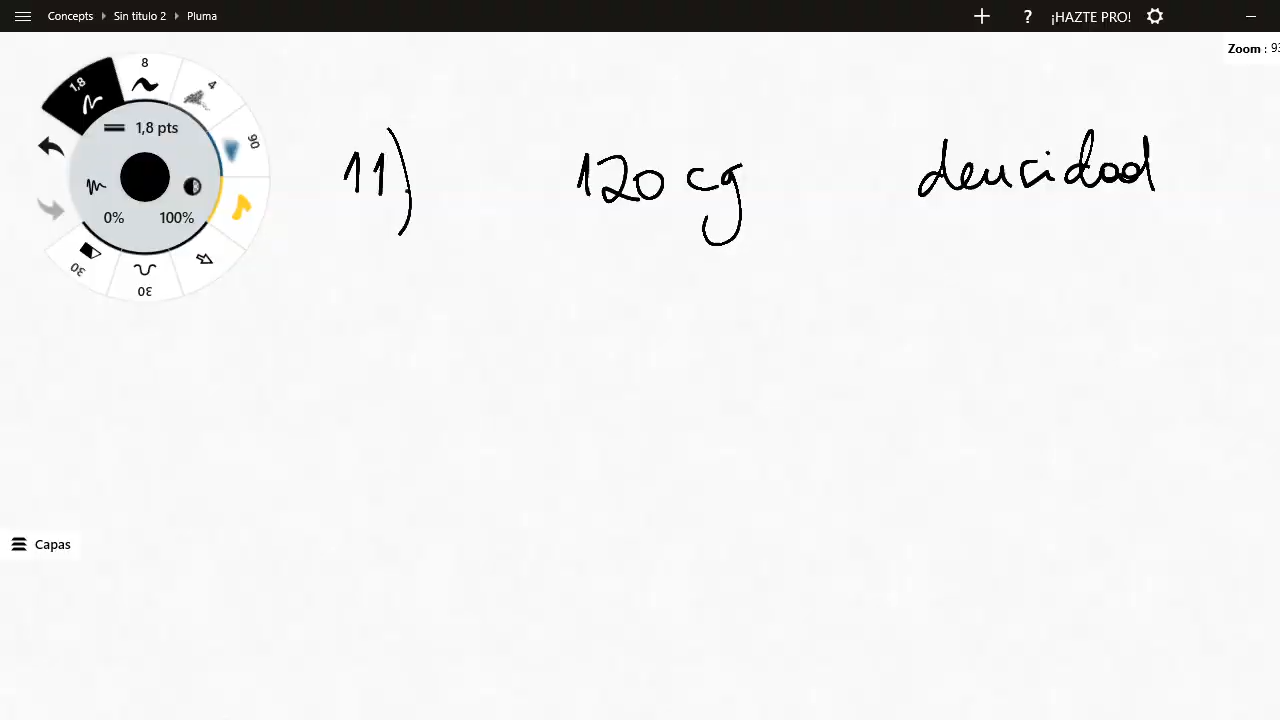 Concepts Sin titulo 2 Pluma ? ¡HAZTE PRO!
Zoom : 93
8
1,8
4
90
1,8 pts
0% 100%
30
30
11) 120 cg densidad
Capas